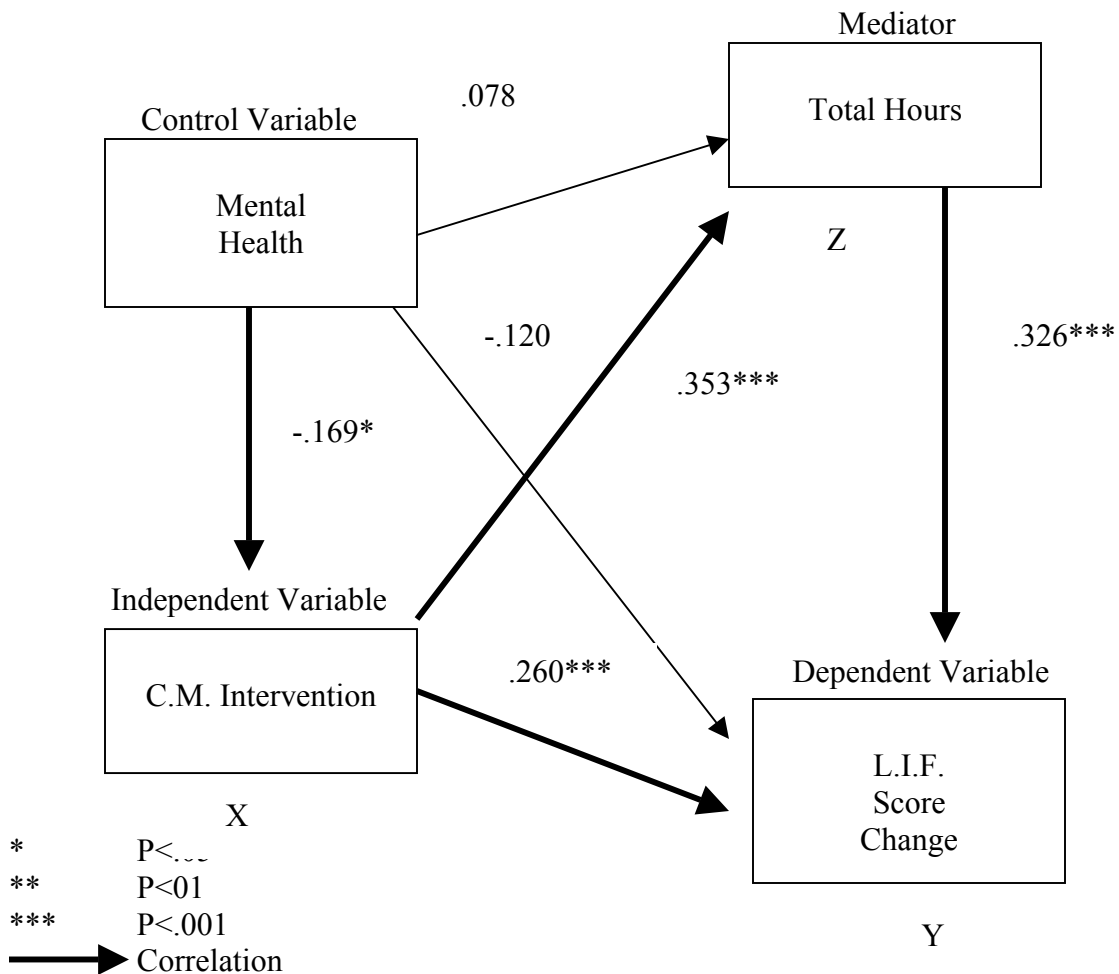 Mediator
Total Hours
.078
Control Variable
Mental
Health
Z
-.120
.326***
.353***
-.169*
Independent Variable
C.M. Intervention
.260***
Dependent Variable
L.I.F.
Score
Change
X
Y
*
** P<01
*** P<.001
Correlation